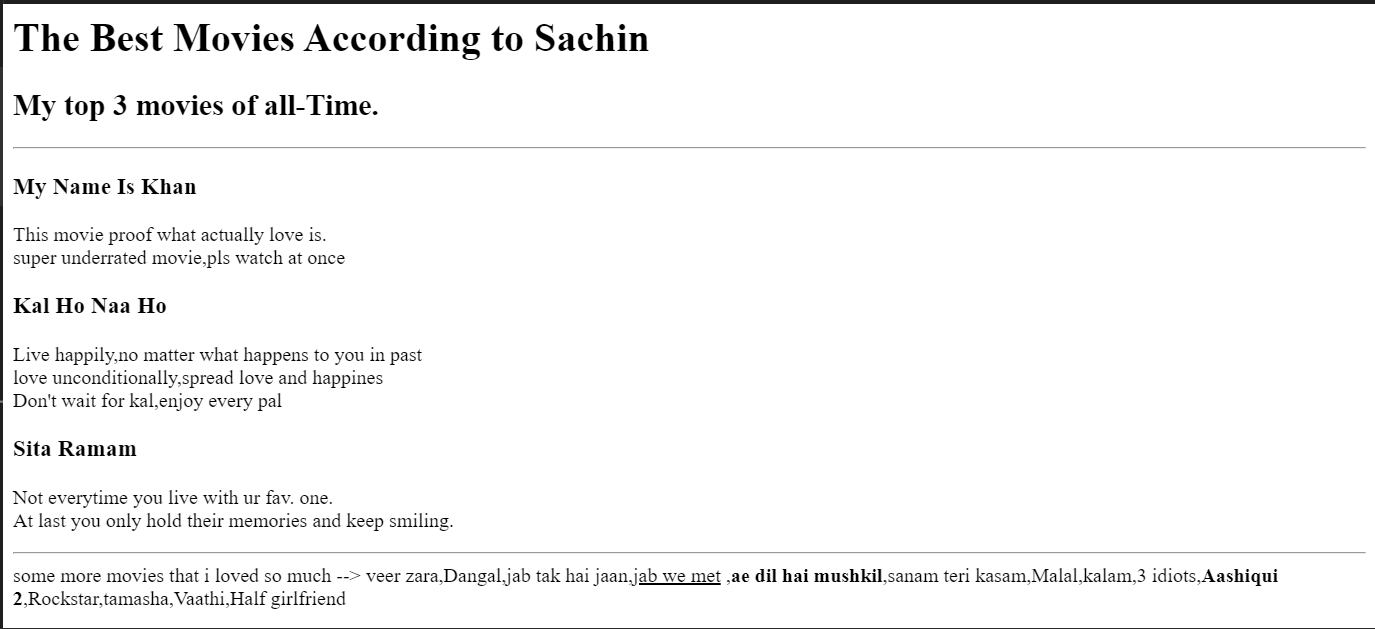 The Best Movies According to Sachin
My top 3 movies of all-Time.
My Name Is Khan
This movie proof what actually love is.
super underrated movie,pls watch at once
Kal Ho Naa Ho
Live happily,no matter what happens to you in past
love unconditionally,spread love and happines
Don't wait for kal,enjoy every pal
Sita Ramam
Not everytime you live with ur fav. one.
At last you only hold their memories and keep smiling.
some more movies that i loved so much --> veer zara,Dangal,jab tak hai jaan,jab we met ,ae dil hai mushkil,sanam teri kasam,Malal,kalam,3 idiots,Aashiqui
2,Rockstar,tamasha,Vaathi,Half girlfriend